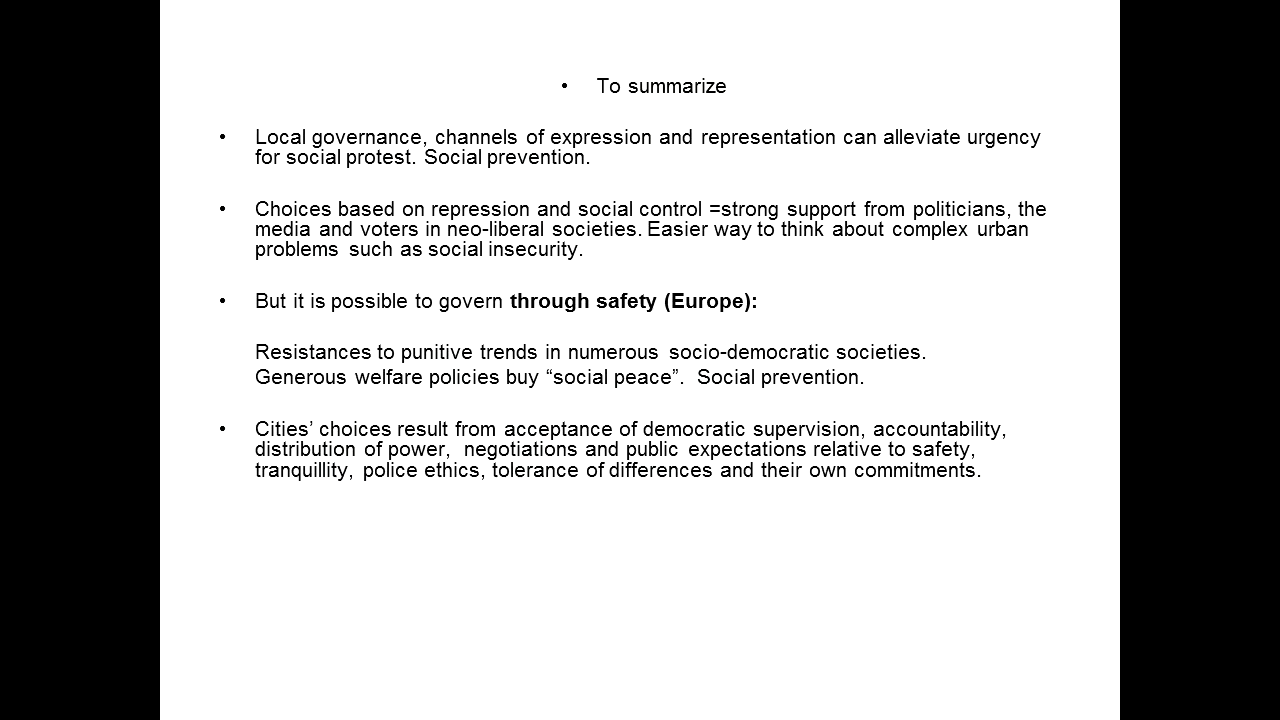 • To summarize
• Local governance, channels of expression and representation can alleviate urgency
for social protest. Social prevention.
• Choices based on repression and social control =strong support from politicians, the
media and voters in neo-liberal societies. Easier way to think about complex urban
problems such as social insecurity.
• But it is possible to govern through safety (Europe):
Resistances to punitive trends in numerous socio-democratic societies.
Generous welfare policies buy “social peace”. Social prevention.
• Cities’ choices result from acceptance of democratic supervision, accountability,
distribution of power, negotiations and public expectations relative to safety,
tranquillity, police ethics, tolerance of differences and their own commitments.